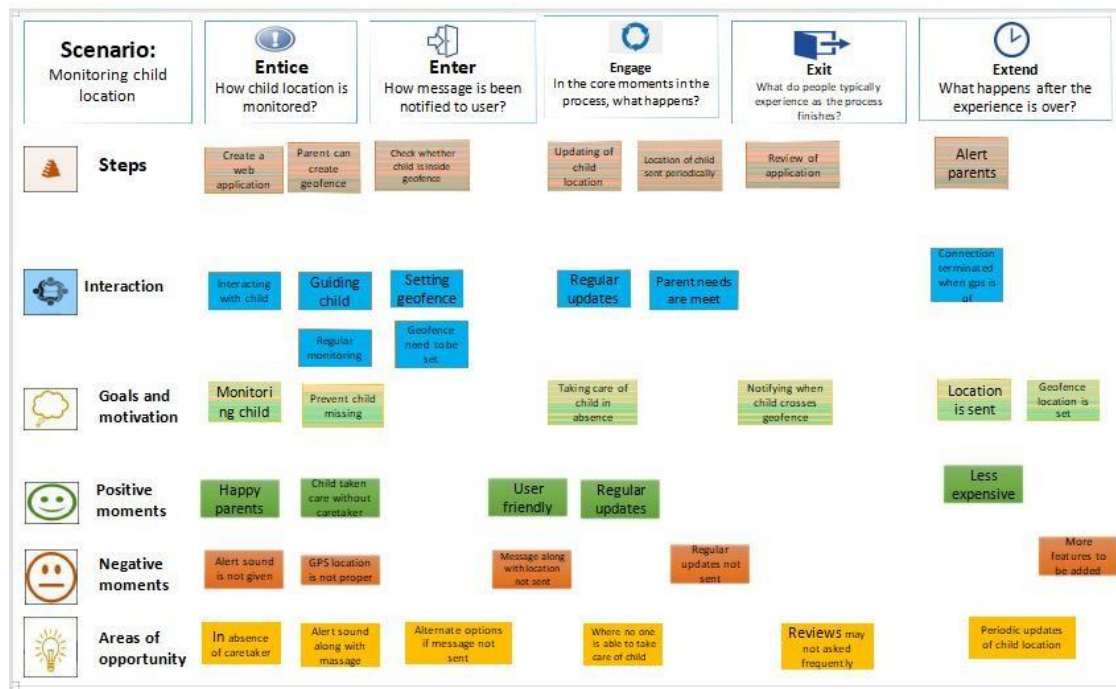 Scenario:
Monitoring child
location
Entice
How child location is
monitored?
Enter
How message is been
notified to user?
Engage
In the core moments in the
process, what happens?
Exit
What do people typically
experience as the process
finishes?
Extend
What happens after the
experience is over?
Steps
Create a
web
application
Parent can
create
geofence
Check whether
child is inside
geofence
Updating of
child
location
Location of child
sent periodically
Review of
application
Alert
parents
Interaction
Interacting
with child
Guiding
child
Setting
geofence
Regular
updates
Parent needs
are meet
Connection
terminated
when gps is
of
Regular
monitoring
Geofence
need to be
set
Goals and
motivation
Monitori
ng child
Prevent child
missing
Taking care of
child in
absence
Notifying when
child crosses
geofence
Location
is sent
Geofence
location is
set
Positive
moments
Happy
parents
Child taken
care without
caretaker
User
friendly
Regular
updates
Less
expensive
Negative
moments
Alert sound
is not given
GPS location
is not proper
Message along
with location
not sent
Regular
updates not
sent
More
features to
be added
Areas of
opportunity
In absence
of caretaker
Alert sound
along with
massage
Alternate options
if message not
sent
Where no one
is able to take
care of child
Reviews may
not asked
frequently
Periodic updates
of child location